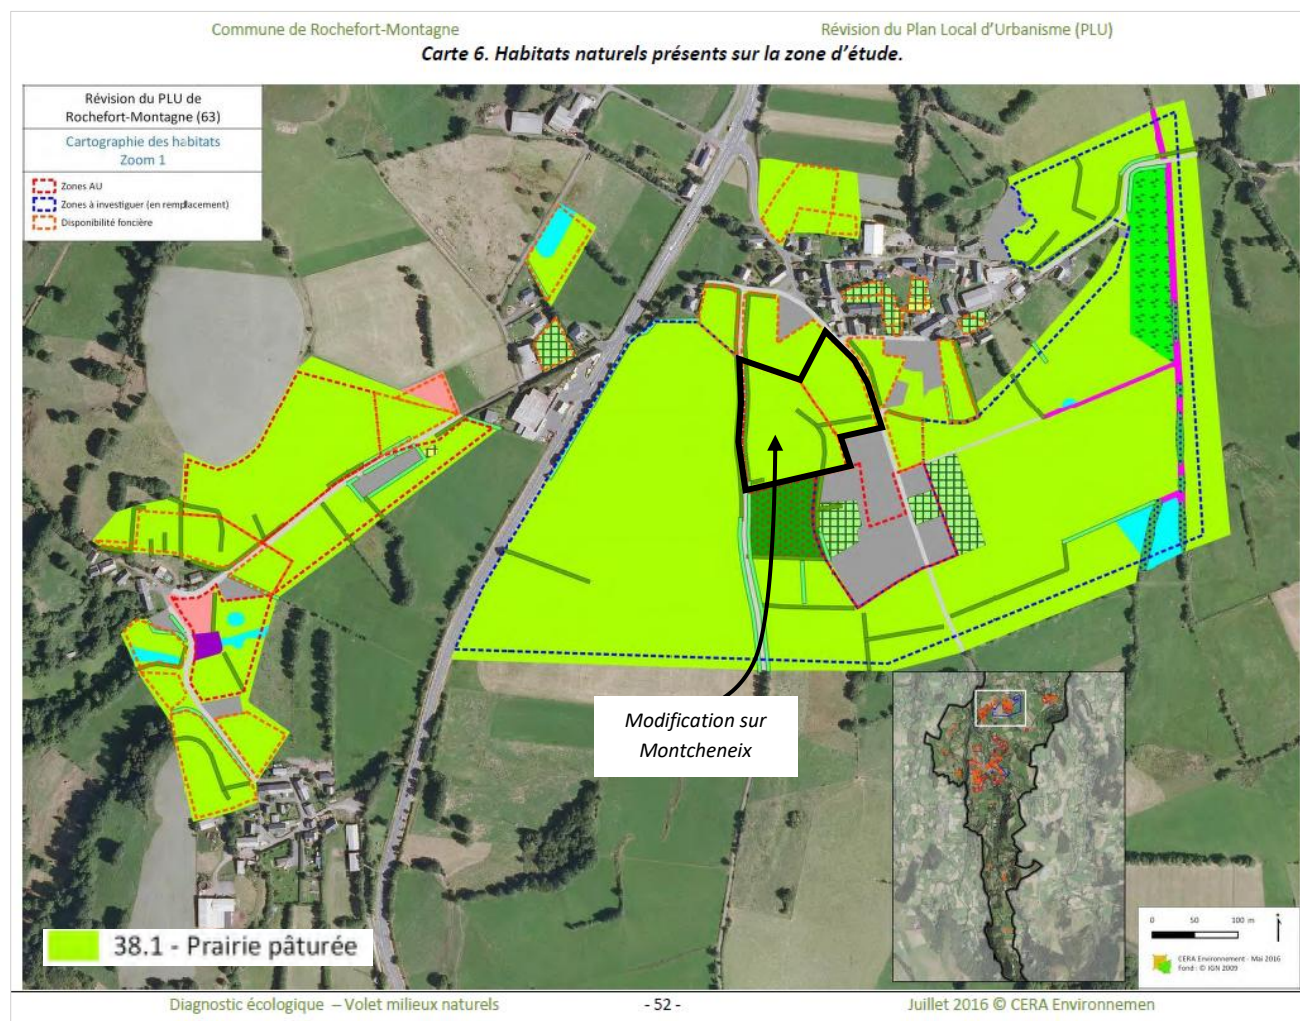 Commune de Rochefort-Montagne
Révision du Plan Local d'Urbanisme (PLU)
Carte 6. Habitats naturels présents sur la zone d'étude.
Révision du PLU de
Rochefort-Montagne (63)
Cartographie des habitats
Zoom 1
Zones AU
Zones à investiguer (en remplacement)
Disponibilité foncière
Modification sur
Montcheneix
38.1 - Prairie pâturée
0 50 100 m
CERA Environnement - Mai 2016
Fond : © IGN 2009
Diagnostic écologique – Volet milieux naturels
- 52 -
Juillet 2016 © CERA Environnemen